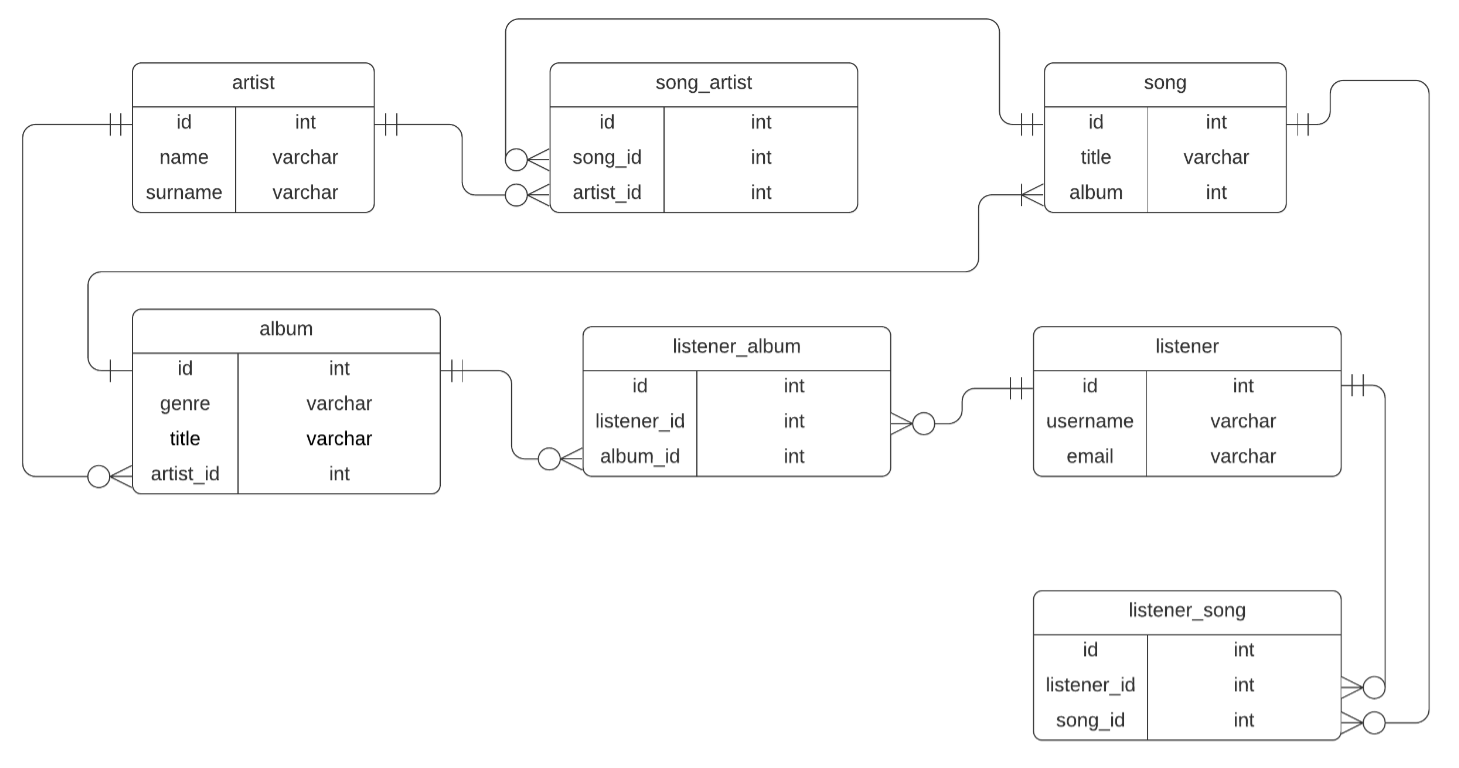 artist
id int
name varchar
surname varchar
song_artist
id int
song_id int
artist_id int
song
id int
title varchar
album int
album
id int
genre varchar
title varchar
artist_id int
listener_album
id int
listener_id int
album_id int
listener
id int
username varchar
email varchar
listener_song
id int
listener_id int
song_id int